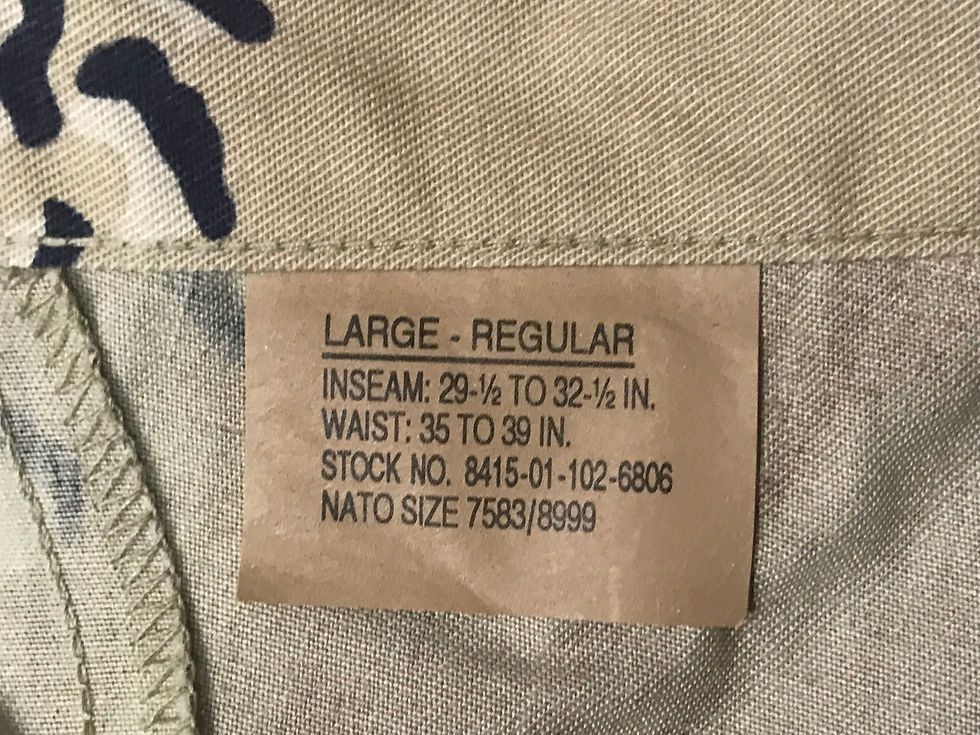 LARGE - REGULAR
INSEAM: 29-½ TO 32-½ IN.
WAIST: 35 TO 39 IN.
STOCK NO. 8415-01-102-6806
NATO SIZE 7583/8999